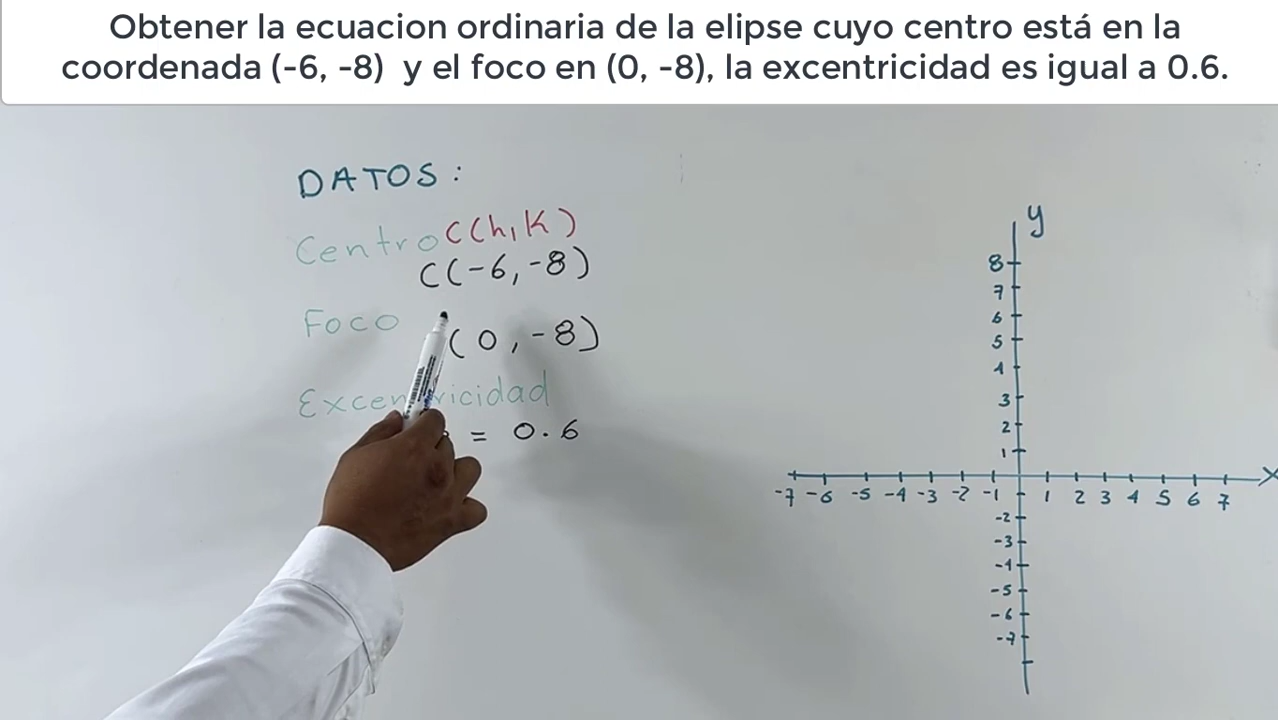 Obtener la ecuacion ordinaria de la elipse cuyo centro está en la
coordenada (-6, -8) y el foco en (0, -8), la excentricidad es igual a 0.6.
DATOS:
Centro C(h,K)
C(-6,-8)
Foco
(0,-8)
= 0.6
y
8
7
6
5
4
3
2
1
-7 -6 -5 -4 -3 -2 -1 1 2 3 4 5 6 7 X
-2
-3
-4
-5
-6
-7